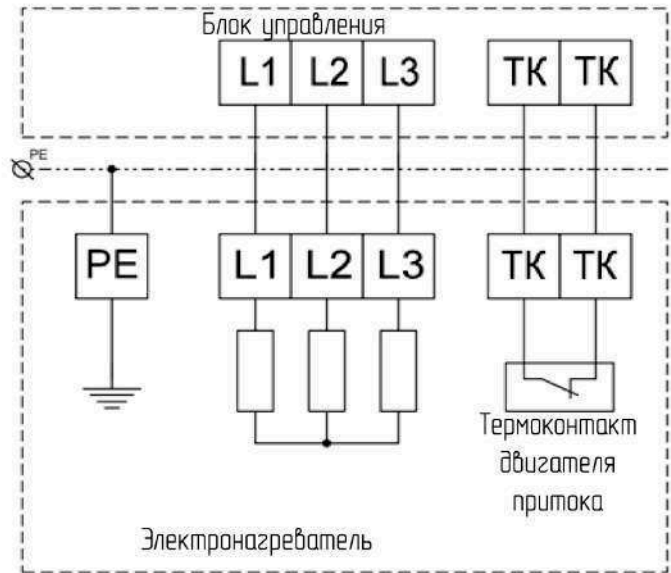 Блок управления
L1 L2 L3 ТК ТК
PE
PE L1 L2 L3 ТК ТК
Термоконтакт
двигателя
притока
Электронагреватель